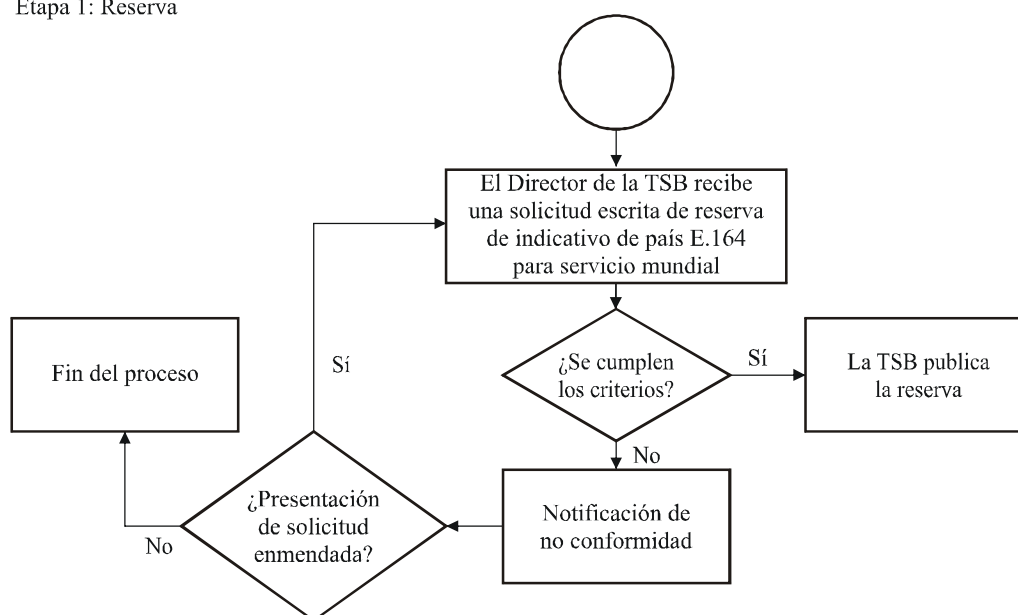 Etapa 1: Reserva
El Director de la TSB recibe
una solicitud escrita de reserva
de indicativo de país E.164
para servicio mundial
¿Se cumplen
los criterios?
Sí
La TSB publica
la reserva
No
Notificación de
no conformidad
¿Presentación
de solicitud
enmendada?
Sí
No
Fin del proceso